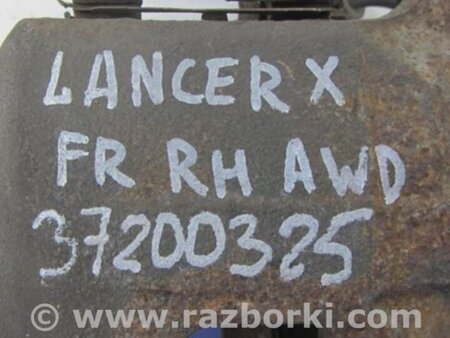 LANCER X
FR RH AWD
37200325
© www.razborki.com